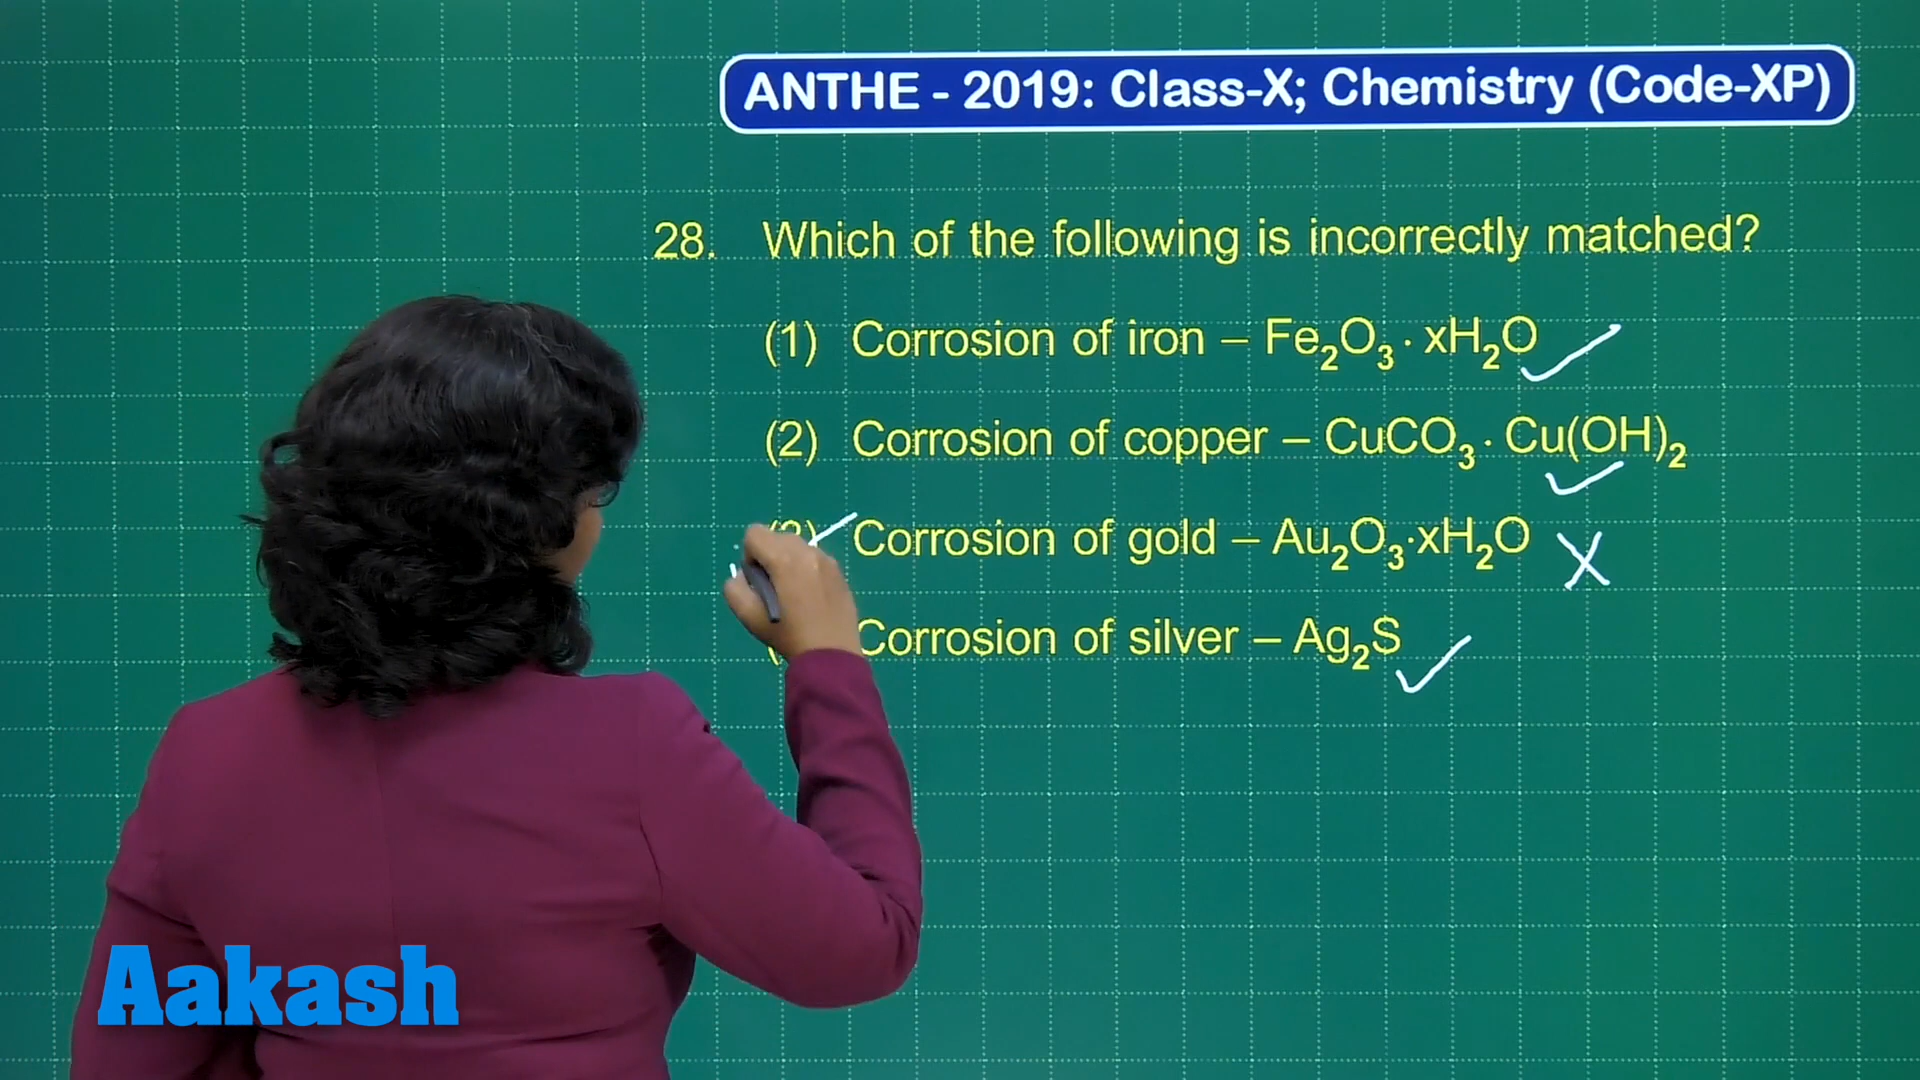 ANTHE - 2019: Class-X; Chemistry (Code-XP)
28. Which of the following is incorrectly matched?
(1) Corrosion of iron – Fe₂O₃ · xH₂O ✓
(2) Corrosion of copper – CuCO₃ · Cu(OH)₂ ✓
Corrosion of gold – Au₂O₃·xH₂O X
Corrosion of silver – Ag₂S ✓
Aakash